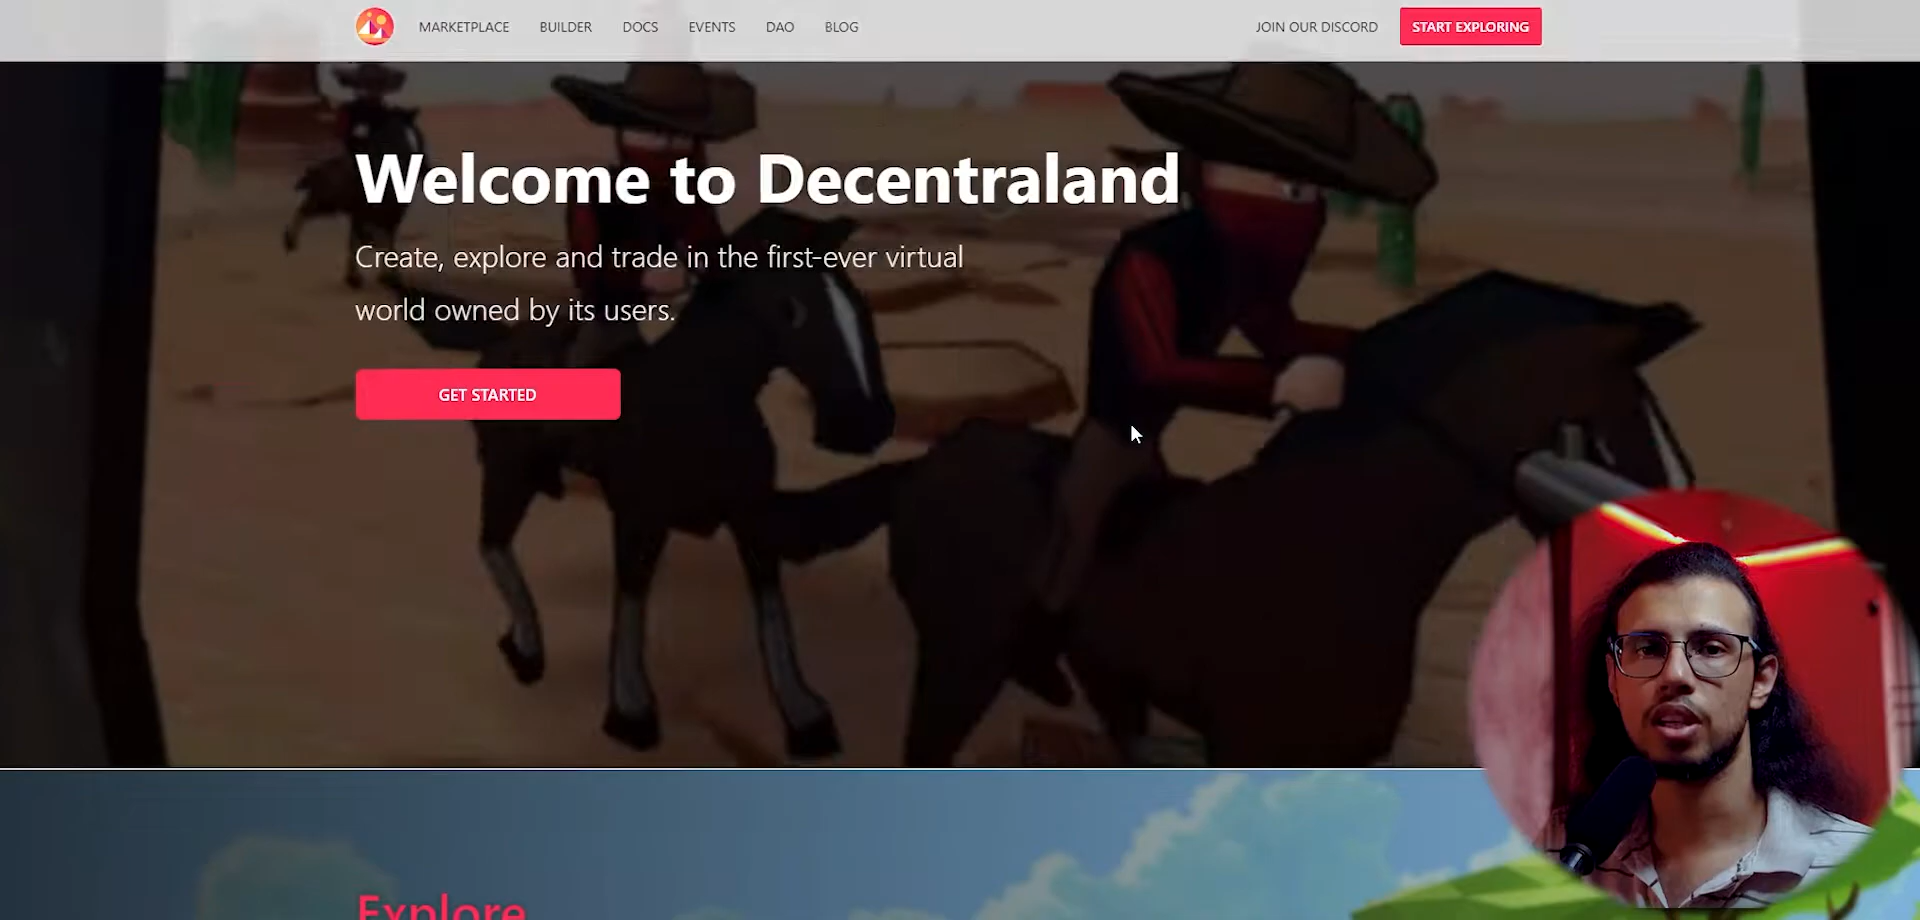 MARKETPLACE BUILDER DOCS EVENTS DAO BLOG JOIN OUR DISCORD START EXPLORING
Welcome to Decentraland
Create, explore and trade in the first-ever virtual
world owned by its users.
GET STARTED
Explore